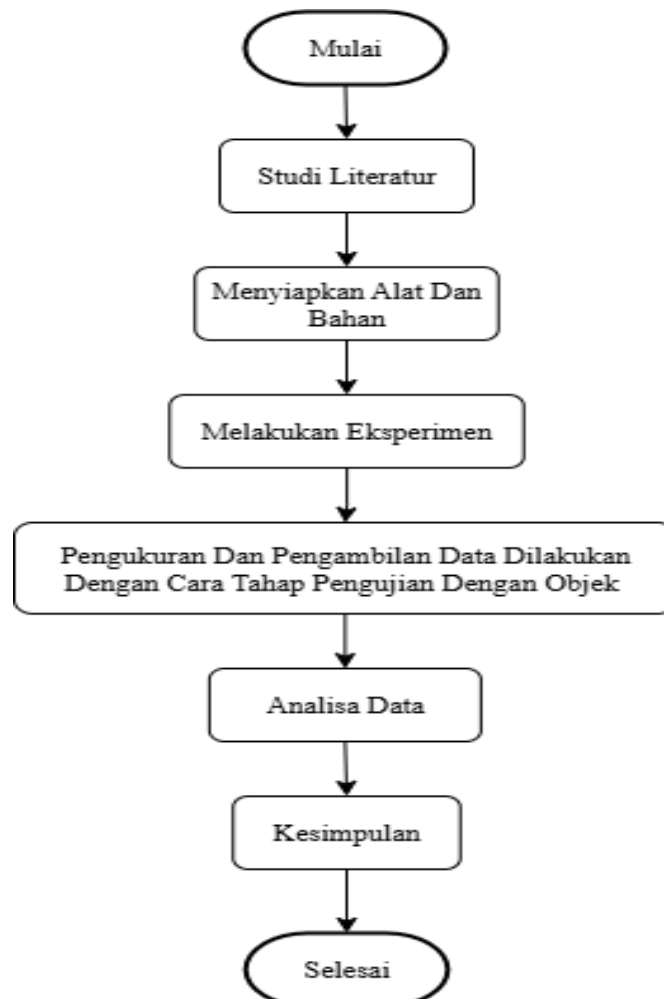 Mulai
Studi Literatur
Menyiapkan Alat Dan
Bahan
Melakukan Eksperimen
Pengukuran Dan Pengambilan Data Dilakukan
Dengan Cara Tahap Pengujian Dengan Objek
Analisa Data
Kesimpulan
Selesai